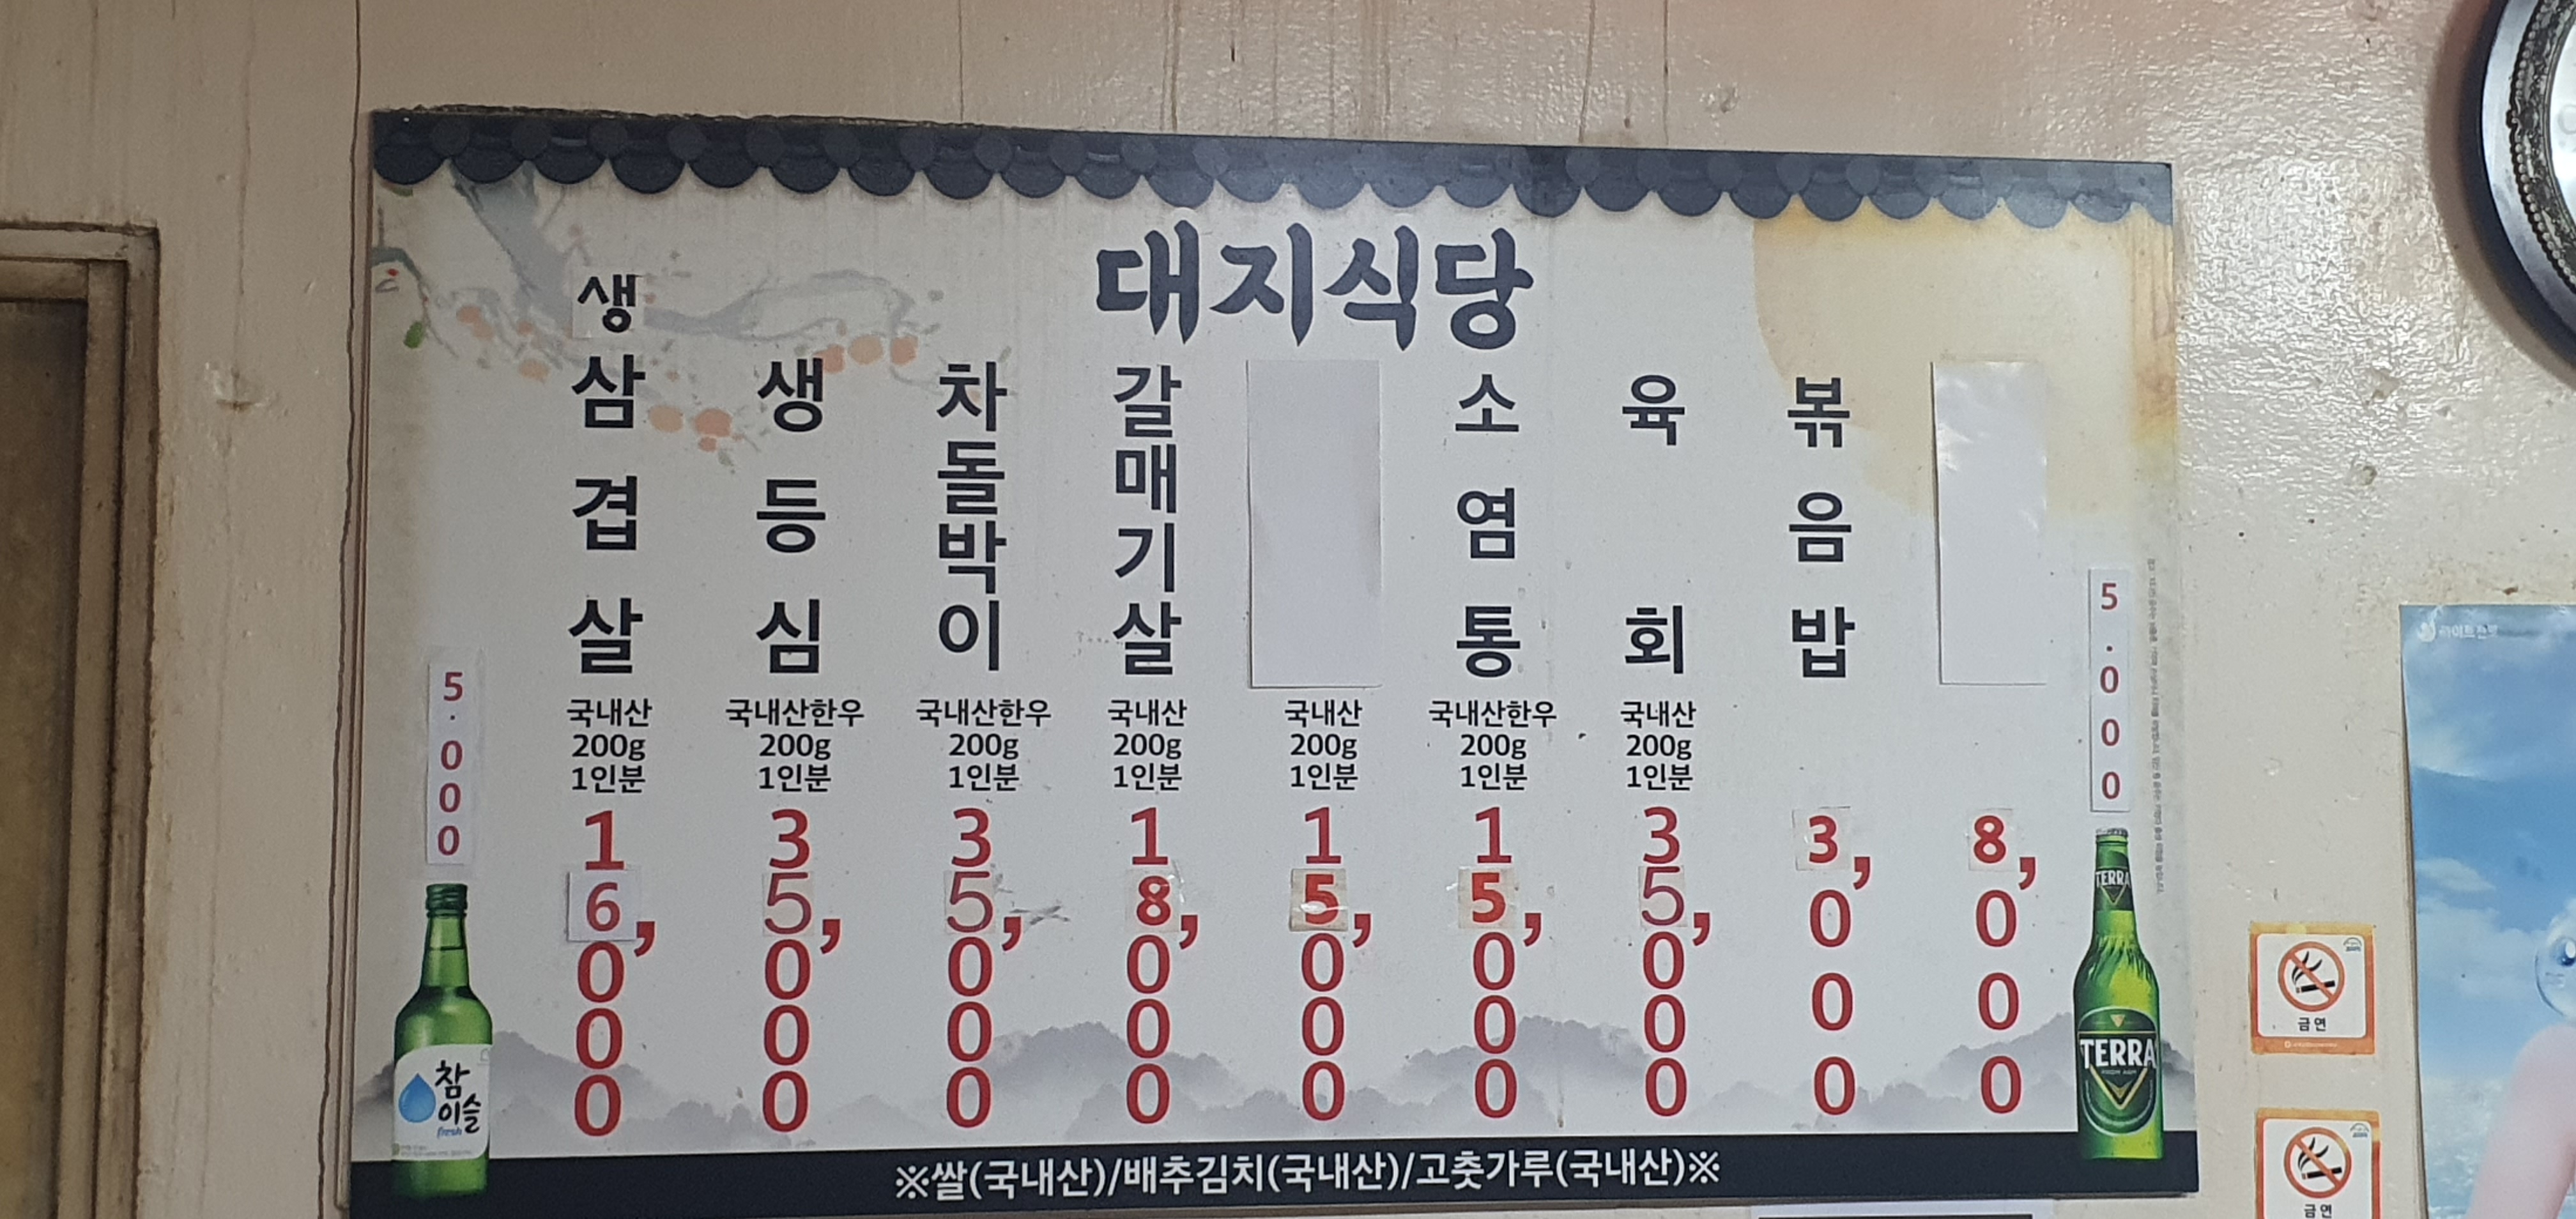 대지식당
5.000
생삼겹살
국내산
200g
1인분
16,000
생등심
국내산한우
200g
1인분
35,000
차돌박이
국내산한우
200g
1인분
35,000
갈매기살
국내산
200g
1인분
18,000
국내산
200g
1인분
15,000
소염통
국내산한우
200g
1인분
15,000
육회
국내산
200g
1인분
35,000
볶음밥
3,000
8,000
5.000
참이슬
fresh
TERRA
TERRA
※쌀(국내산)/배추김치(국내산)/고춧가루(국내산)※
금연
금연